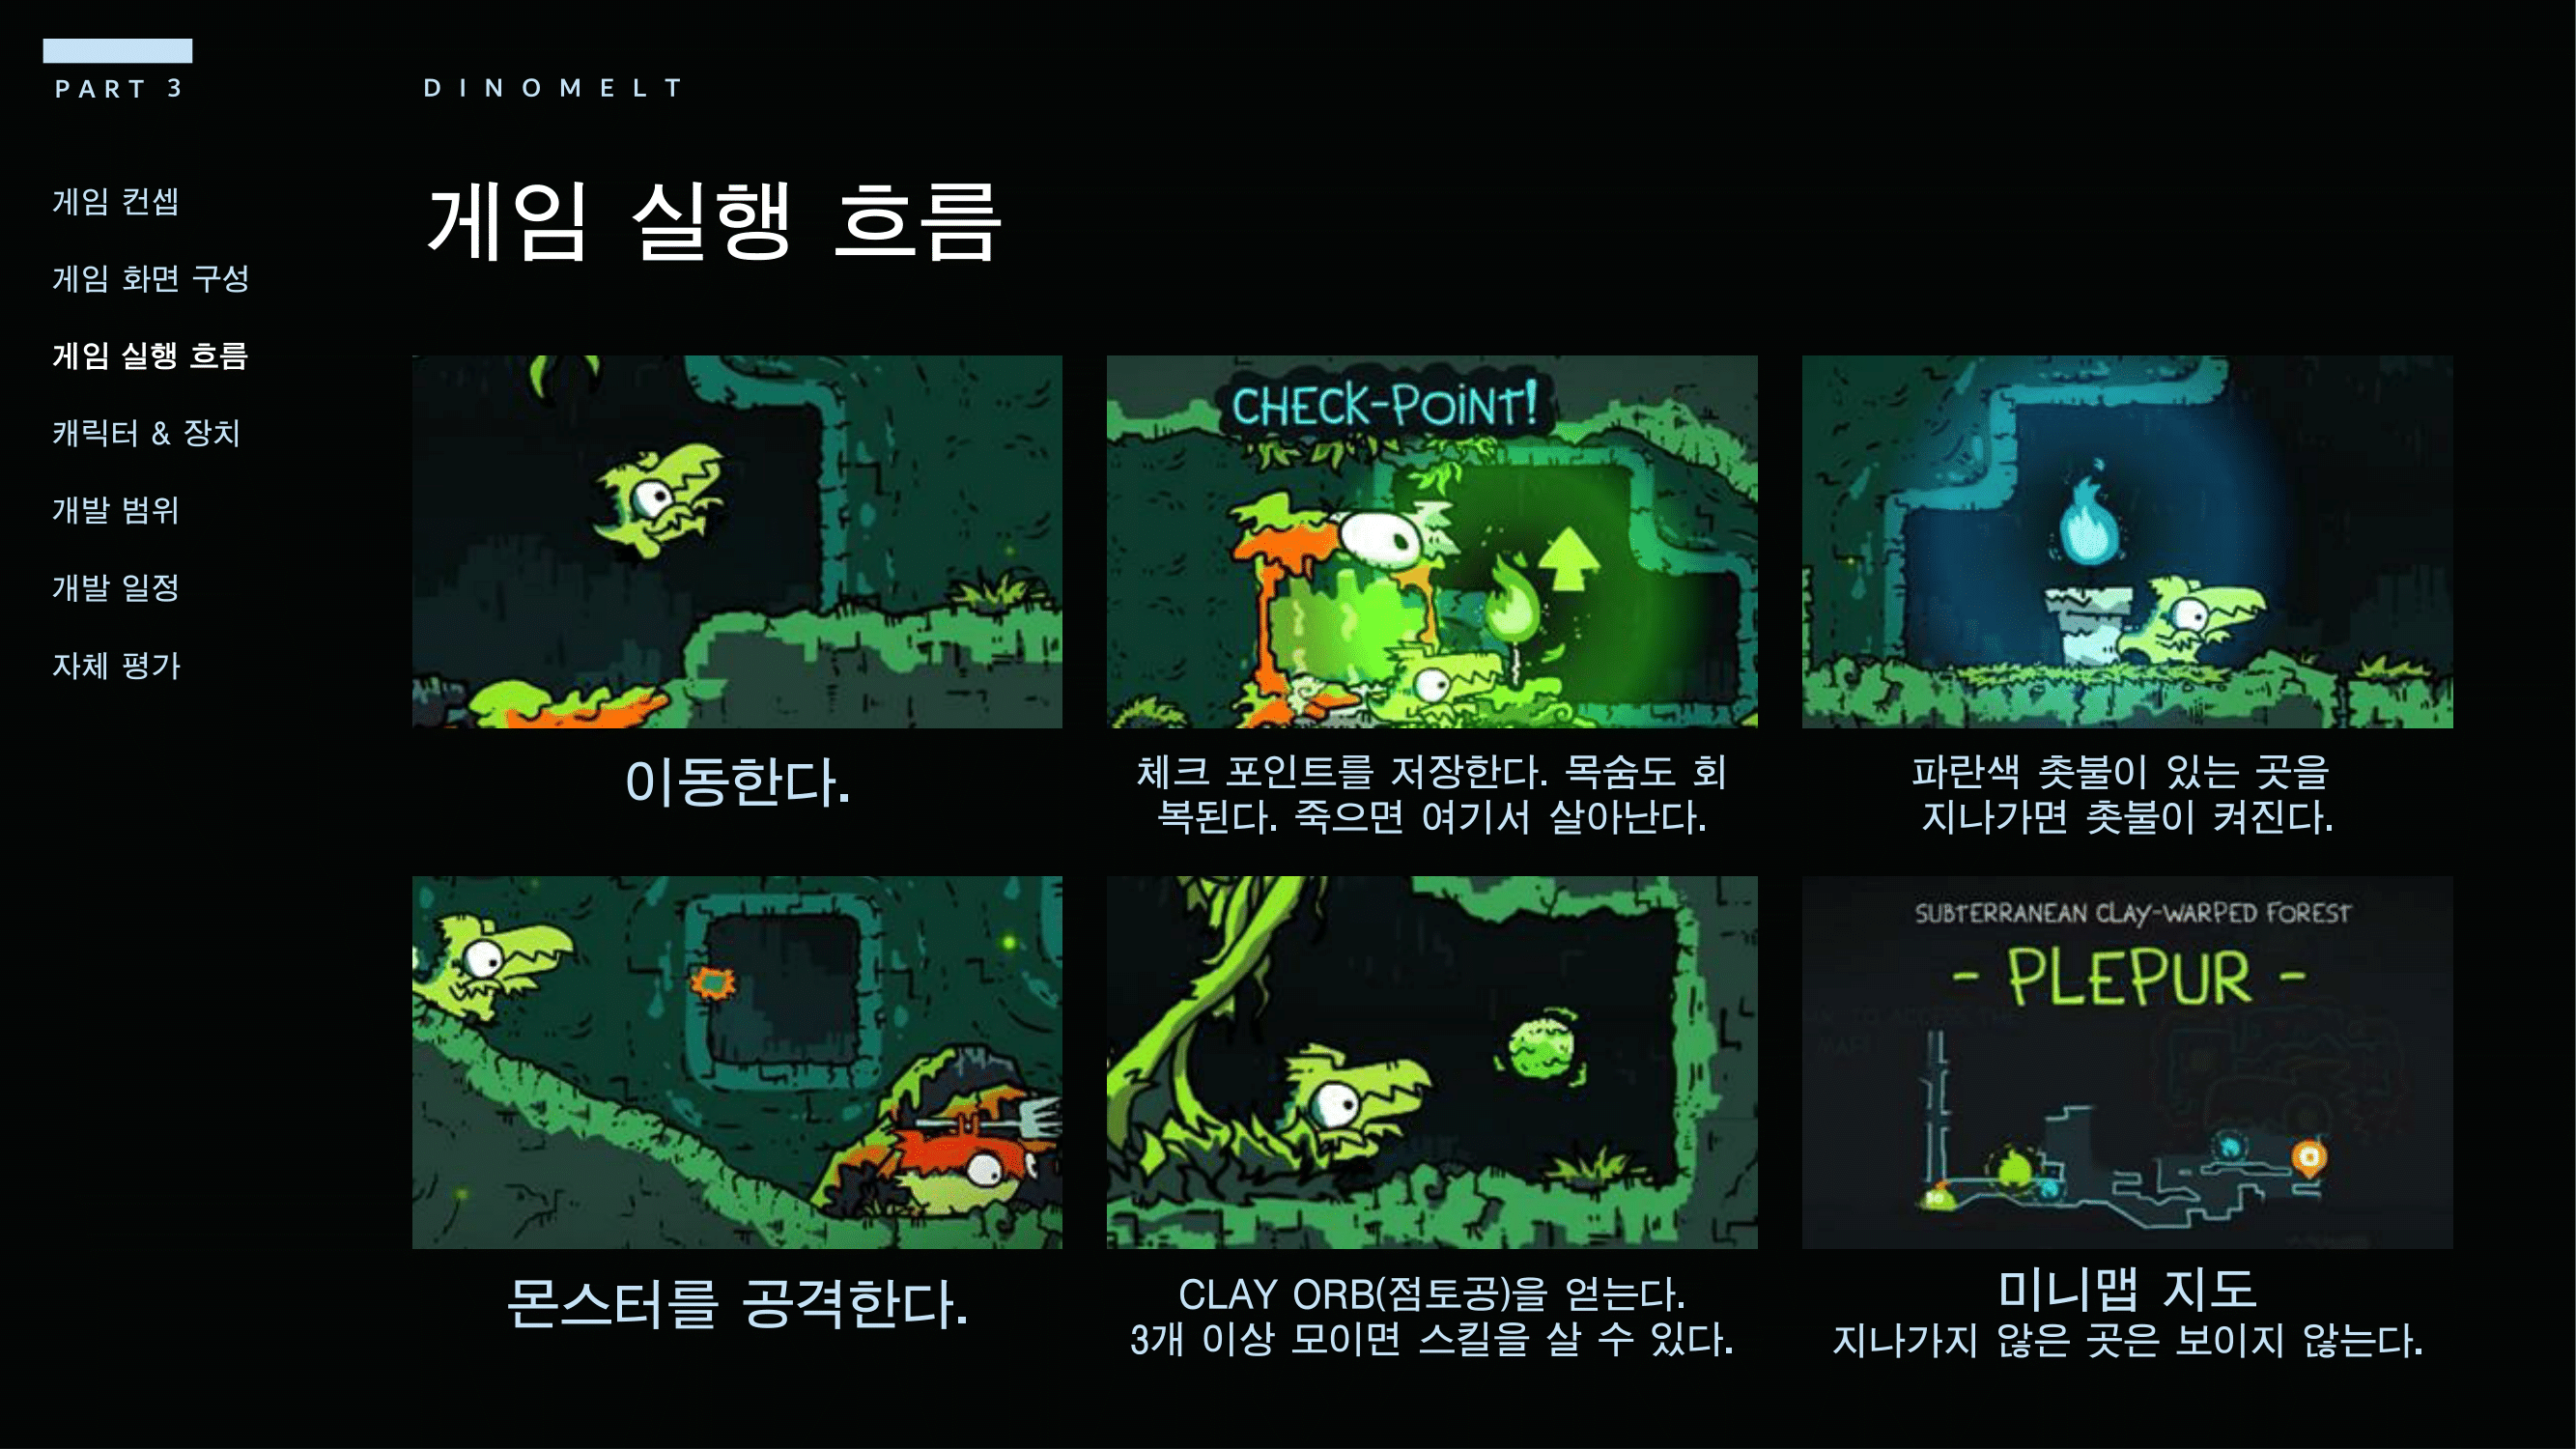 PART 3
DINOMELT
게임 컨셉
게임 화면 구성
게임 실행 흐름
캐릭터 & 장치
개발 범위
개발 일정
자체 평가
게임 실행 흐름
CHECK-POINT!
이동한다.
체크 포인트를 저장한다. 목숨도 회
복된다. 죽으면 여기서 살아난다.
파란색 촛불이 있는 곳을
지나가면 촛불이 켜진다.
SUBTERRANEAN CLAY-WARPED FOREST
- PLEPUR -
몬스터를 공격한다.
CLAY ORB(점토공)을 얻는다.
3개 이상 모이면 스킬을 살 수 있다.
미니맵 지도
지나가지 않은 곳은 보이지 않는다.